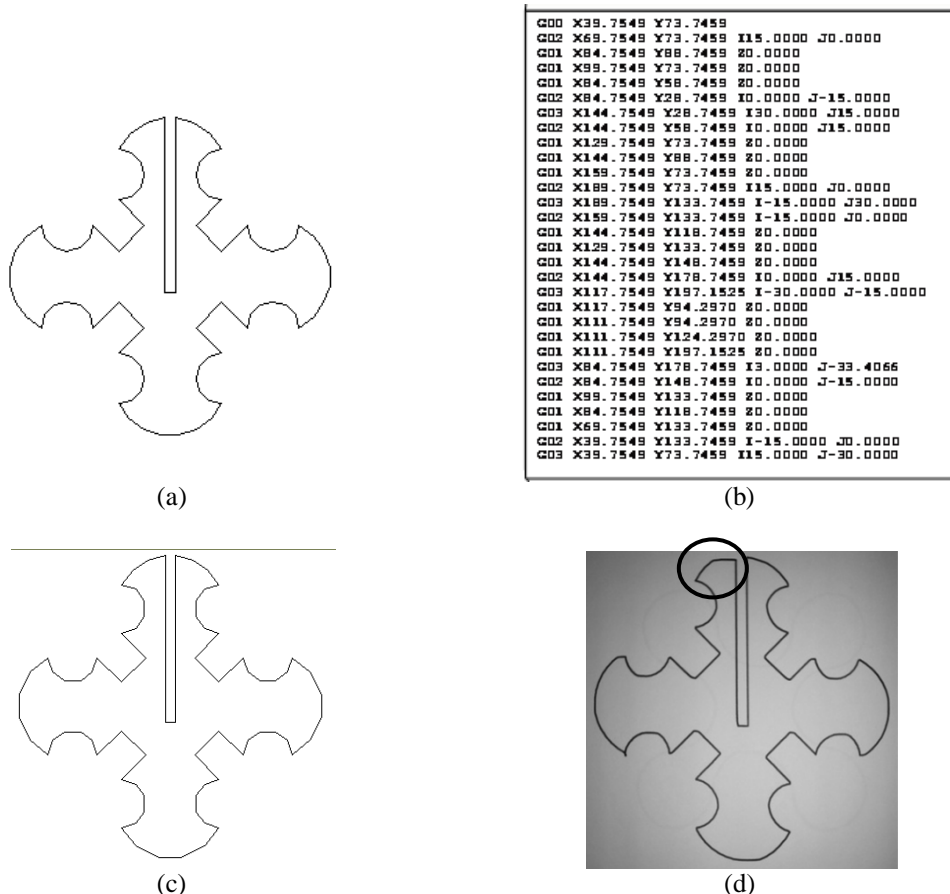 G00 X39.7549 Y73.7459
G02 X69.7549 Y73.7459 I15.0000 J0.0000
G01 X84.7549 Y88.7459 Z0.0000
G01 X99.7549 Y73.7459 Z0.0000
G01 X84.7549 Y58.7459 Z0.0000
G02 X84.7549 Y28.7459 I0.0000 J-15.0000
G03 X144.7549 Y28.7459 I30.0000 J15.0000
G02 X144.7549 Y58.7459 I0.0000 J15.0000
G01 X129.7549 Y73.7459 Z0.0000
G01 X144.7549 Y88.7459 Z0.0000
G01 X159.7549 Y73.7459 Z0.0000
G02 X189.7549 Y73.7459 I15.0000 J0.0000
G03 X189.7549 Y133.7459 I-15.0000 J30.0000
G02 X159.7549 Y133.7459 I-15.0000 J0.0000
G01 X144.7549 Y118.7459 Z0.0000
G01 X129.7549 Y133.7459 Z0.0000
G01 X144.7549 Y148.7459 Z0.0000
G02 X144.7549 Y178.7459 I0.0000 J15.0000
G03 X117.7549 Y197.1525 I-30.0000 J-15.0000
G01 X117.7549 Y94.2970 Z0.0000
G01 X111.7549 Y94.2970 Z0.0000
G01 X111.7549 Y124.2970 Z0.0000
G01 X111.7549 Y197.1525 Z0.0000
G03 X84.7549 Y178.7459 I3.0000 J-33.4066
G02 X84.7549 Y148.7459 I0.0000 J-15.0000
G01 X99.7549 Y133.7459 Z0.0000
G01 X84.7549 Y118.7459 Z0.0000
G01 X69.7549 Y133.7459 Z0.0000
G02 X39.7549 Y133.7459 I-15.0000 J0.0000
G03 X39.7549 Y73.7459 I15.0000 J-30.0000
(a)
(b)
(c)
(d)